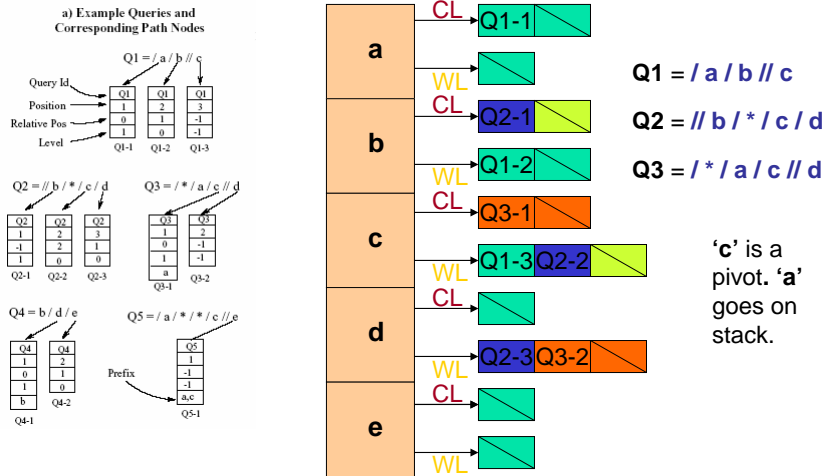 a) Example Queries and
Corresponding Path Nodes
Q1 = / a / b // c
Query Id
Position
Relative Pos
Level
Q1
1
0
1
Q1-1
Q1
2
1
0
Q1-2
Q1
3
-1
-1
Q1-3
Q2 = // b / * / c / d
Q2
1
-1
1
Q2-1
Q2
2
2
0
Q2-2
Q2
3
1
0
Q2-3
Q3 = / * / a / c // d
Q3
1
0
1
a
Q3-1
Q3
2
-1
-1
Q3-2
Q4 = b / d / e
Q4
1
0
1
b
Q4-1
Q4
2
1
0
Q4-2
Q5 = / a / * / * / c // e
Prefix
Q5
1
-1
-1
a,c
Q5-1
a
CL
Q1-1
WL
b
CL
Q2-1
WL
Q1-2
c
CL
Q3-1
WL
Q1-3 Q2-2
d
CL
WL
Q2-3 Q3-2
e
CL
WL
Q1 = / a / b // c
Q2 = // b / * / c / d
Q3 = / * / a / c // d
‘c’ is a
pivot. ‘a’
goes on
stack.